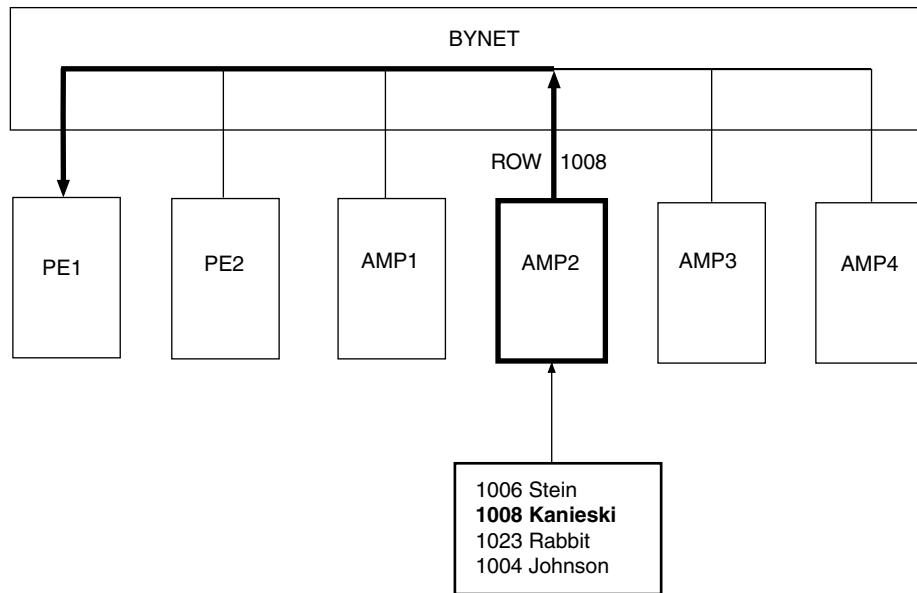 BYNET
ROW 1008
PE1
PE2
AMP1
AMP2
AMP3
AMP4
1006 Stein
1008 Kanieski
1023 Rabbit
1004 Johnson